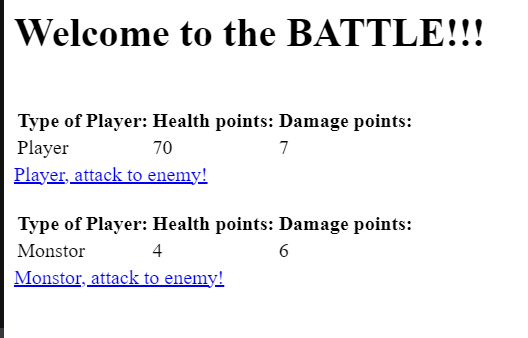 Welcome to the BATTLE!!!
Type of Player: Health points: Damage points:
Player 70 7
Player, attack to enemy!
Type of Player: Health points: Damage points:
Monstor 4 6
Monstor, attack to enemy!